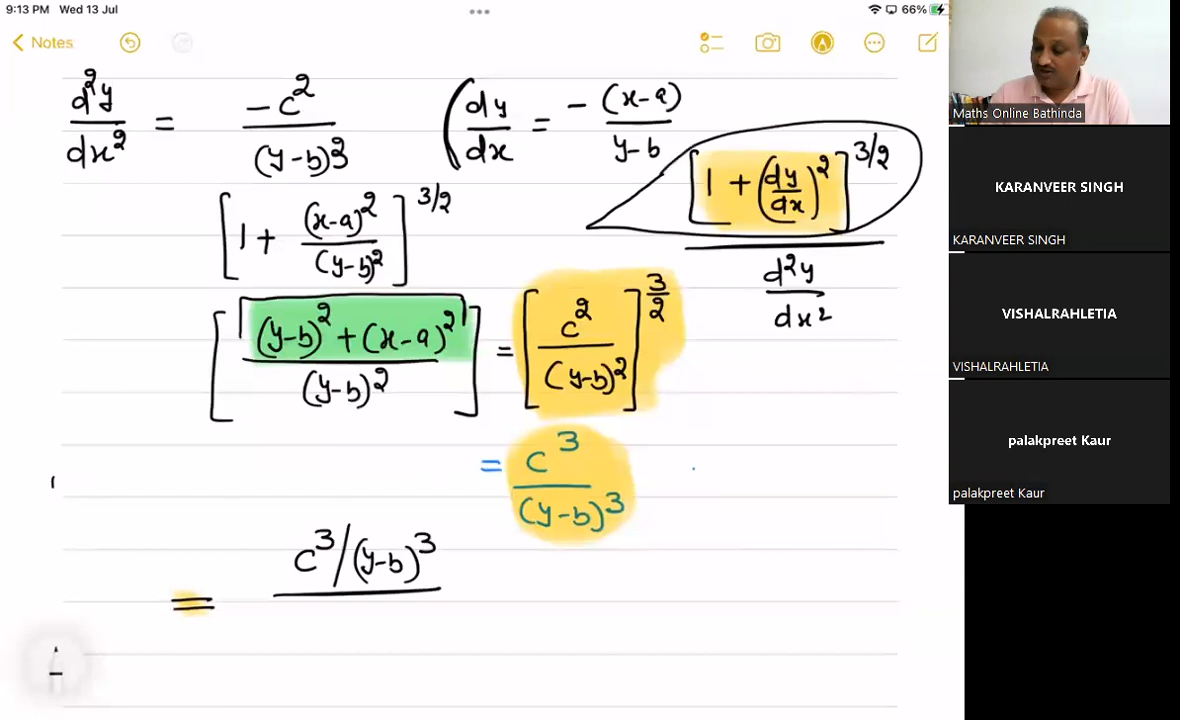 9:13 PM Wed 13 Jul
66%
Notes
d²y/dx² = -c²/(y-b)³ (dy/dx = -(x-a)/y-b
[1 + (dy/dx)²]^3/2
d²y/dx²
[1 + (x-a)²/(y-b)²]^3/2
[(y-b)² + (x-a)²/(y-b)²] = [c²/(y-b)²]^3/2
= c³/(y-b)³
= c³/(y-b)³
Maths Online Bathinda
KARANVEER SINGH
KARANVEER SINGH
VISHALRAHLETIA
VISHALRAHLETIA
palakpreet Kaur
palakpreet Kaur